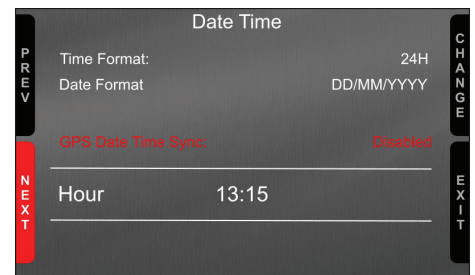 Date Time
PREV
CHANGE
Time Format: 24H
Date Format DD/MM/YYYY
GPS Date Time Sync: Disabled
NEXT
EXIT
Hour 13:15